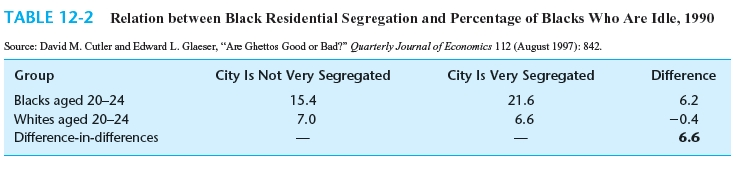 TABLE 12-2 Relation between Black Residential Segregation and Percentage of Blacks Who Are Idle, 1990
Source: David M. Cutler and Edward L. Glaeser, “Are Ghettos Good or Bad?” Quarterly Journal of Economics 112 (August 1997): 842.
Group City Is Not Very Segregated City Is Very Segregated Difference
Blacks aged 20–24 15.4 21.6 6.2
Whites aged 20–24 7.0 6.6 −0.4
Difference-in-differences — — 6.6